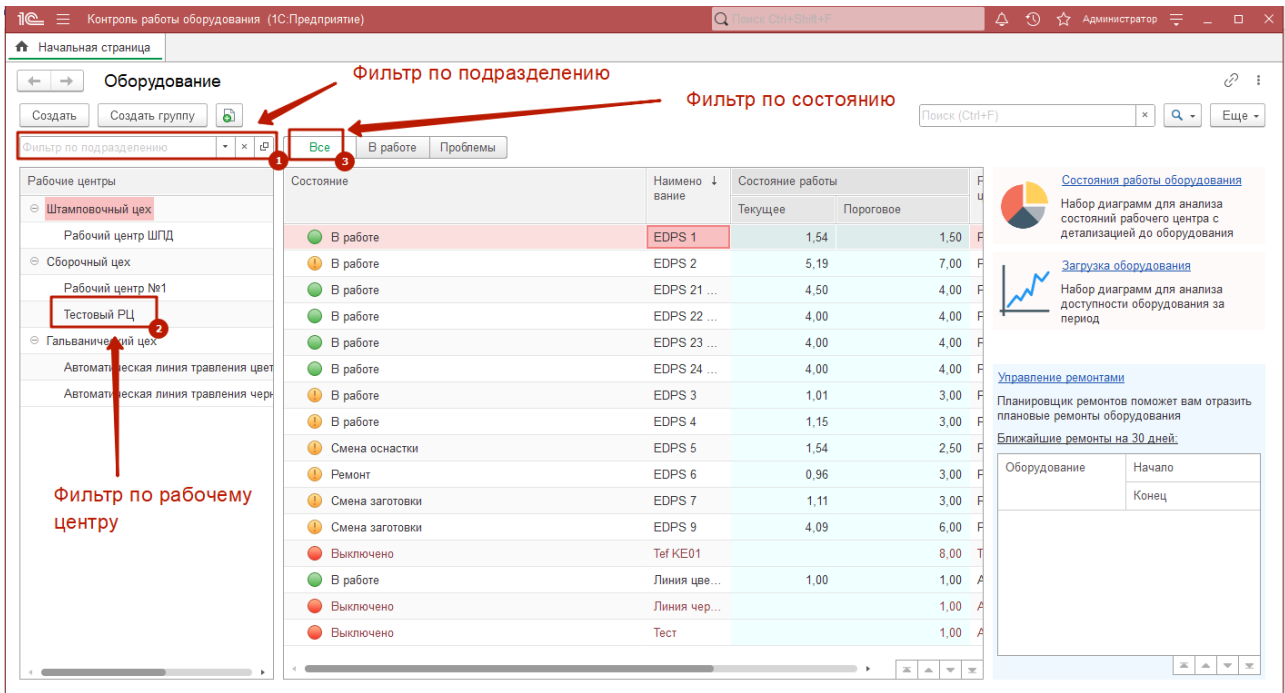 1С Контроль работы оборудования (1С:Предприятие) Поиск Ctrl+Shift+F Администратор
Начальная страница
Оборудование
Фильтр по подразделению
Фильтр по состоянию
Создать Создать группу Поиск (Ctrl+F) × Еще
Фильтр по подразделению 1 Все 3 В работе Проблемы
Рабочие центры
Штамповочный цех
Рабочий центр ШПД
Сборочный цех
Рабочий центр №1
Тестовый РЦ 2
Гальванический цех
Автоматическая линия травления цвет
Автоматическая линия травления черн
Фильтр по рабочему
центру
Состояние Наимено ↓ Состояние работы
вание Текущее Пороговое
В работе EDPS 1 1,54 1,50
В работе EDPS 2 5,19 7,00
В работе EDPS 21 ... 4,50 4,00
В работе EDPS 22 ... 4,00 4,00
В работе EDPS 23 ... 4,00 4,00
В работе EDPS 24 ... 4,00 4,00
В работе EDPS 3 1,01 3,00
В работе EDPS 4 1,15 3,00
Смена оснастки EDPS 5 1,54 2,50
Ремонт EDPS 6 0,96 3,00
Смена заготовки EDPS 7 1,11 3,00
Смена заготовки EDPS 9 4,09 6,00
Выключено Tef KE01 8,00
В работе Линия цве... 1,00 1,00
Выключено Линия чер... 1,00
Выключено Тест 1,00
Состояния работы оборудования
Набор диаграмм для анализа
состояний рабочего центра с
детализацией до оборудования
Загрузка оборудования
Набор диаграмм для анализа
доступности оборудования за
период
Управление ремонтами
Планировщик ремонтов поможет вам отразить
плановые ремонты оборудования
Ближайшие ремонты на 30 дней:
Оборудование Начало
Конец